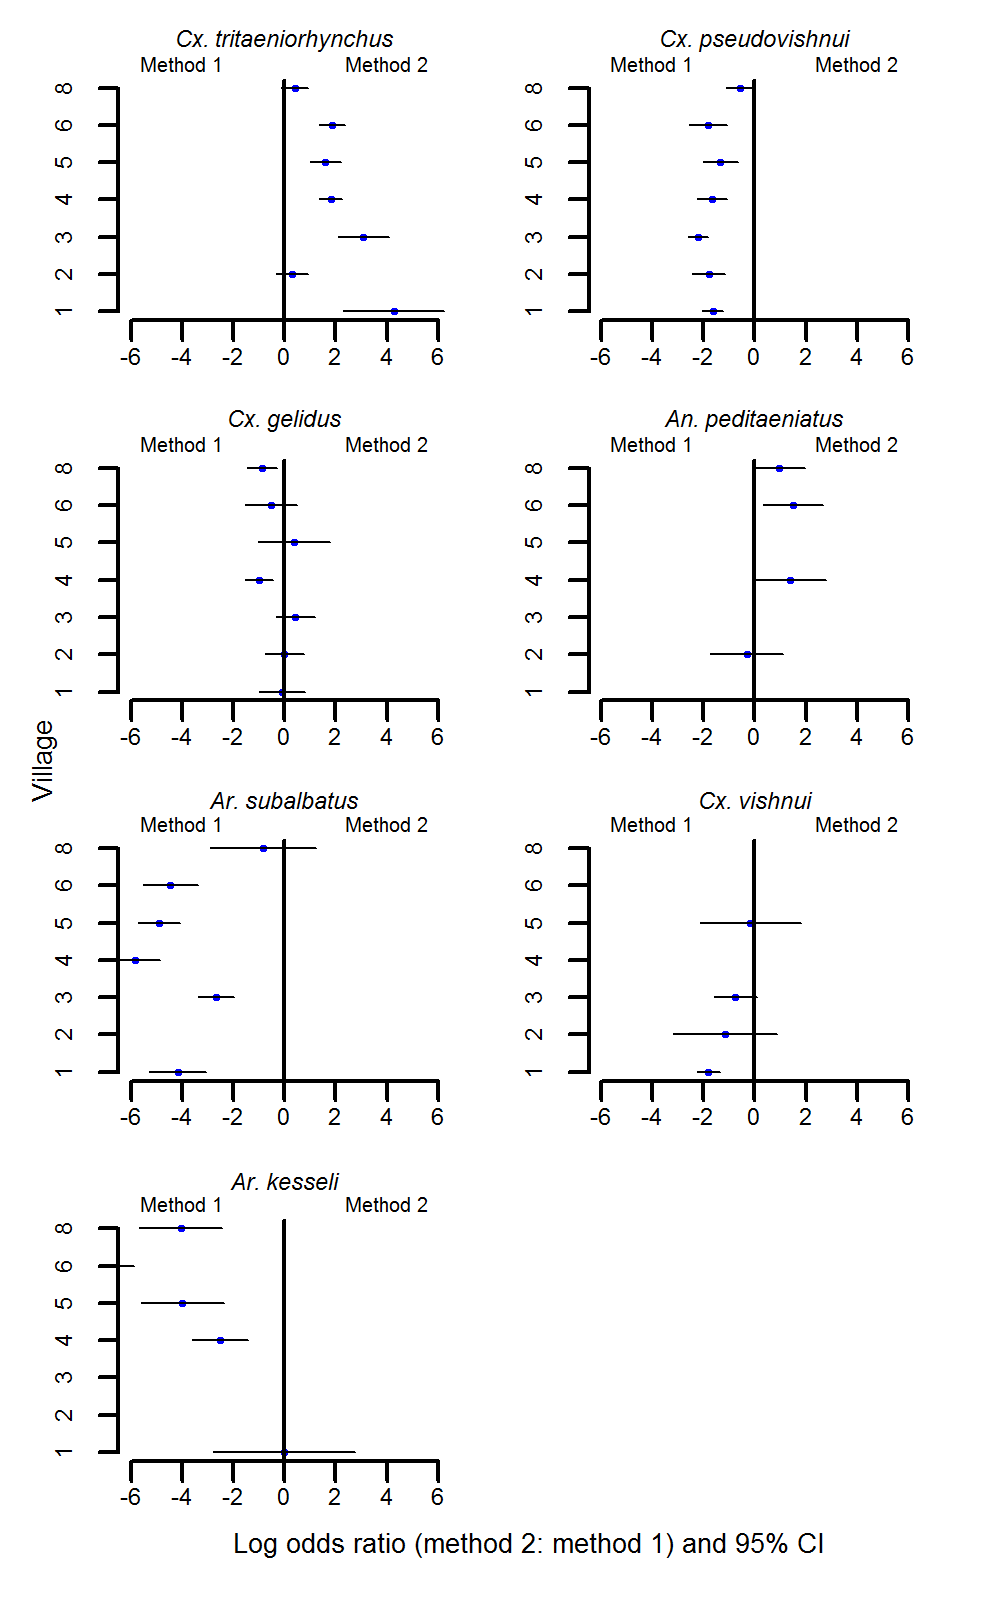 Cx. tritaeniorhynchus
Method 1 Method 2
8
6
5
4
3
2
1
-6 -4 -2 0 2 4 6
Cx. pseudovishnui
Method 1 Method 2
8
6
5
4
3
2
1
-6 -4 -2 0 2 4 6
Cx. gelidus
Method 1 Method 2
8
6
5
4
3
2
1
-6 -4 -2 0 2 4 6
An. peditaeniatus
Method 1 Method 2
8
6
5
4
3
2
1
-6 -4 -2 0 2 4 6
Village
Ar. subalbatus
Method 1 Method 2
8
6
5
4
3
2
1
-6 -4 -2 0 2 4 6
Cx. vishnui
Method 1 Method 2
8
6
5
4
3
2
1
-6 -4 -2 0 2 4 6
Ar. kesseli
Method 1 Method 2
8
6
5
4
3
2
1
-6 -4 -2 0 2 4 6
Log odds ratio (method 2: method 1) and 95% CI